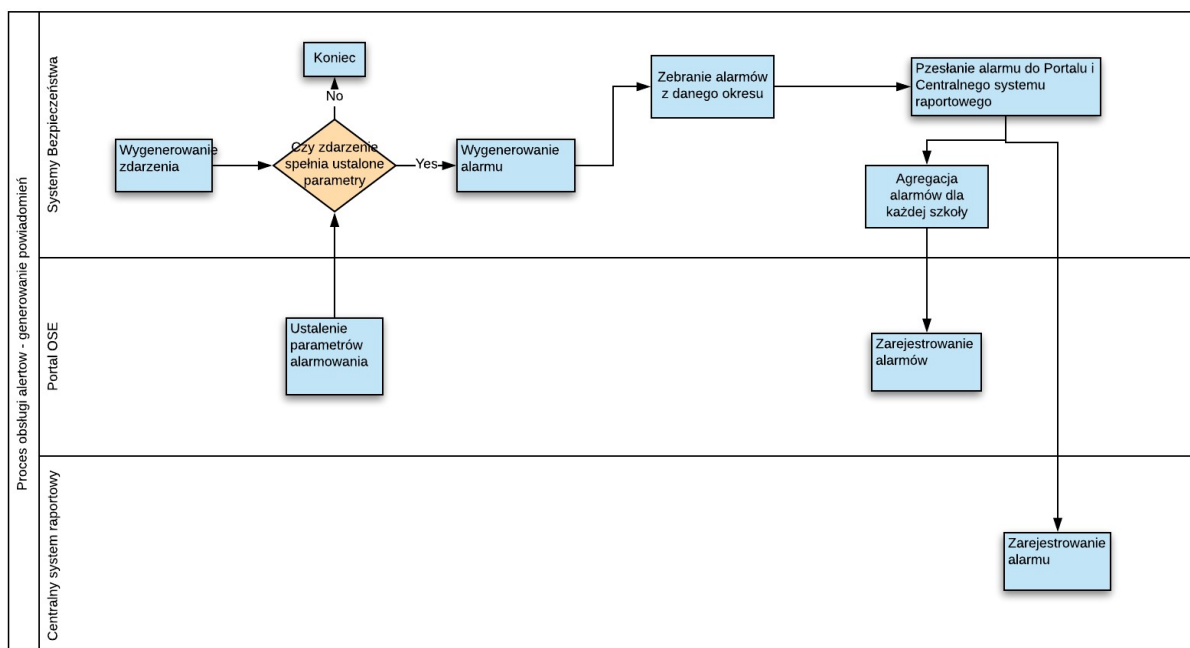 Proces obsługi alertow - generowanie powiadomień
Systemy Bezpieczeństwa
Koniec
No
Wygenerowanie
zdarzenia
Czy zdarzenie
spełnia ustalone
parametry
Yes
Wygenerowanie
alarmu
Zebranie alarmów
z danego okresu
Pzesłanie alarmu do Portalu i
Centralnego systemu
raportowego
Agregacja
alarmów dla
każdej szkoły
Portal OSE
Ustalenie
parametrów
alarmowania
Zarejestrowanie
alarmów
Centralny system raportowy
Zarejestrowanie
alarmu